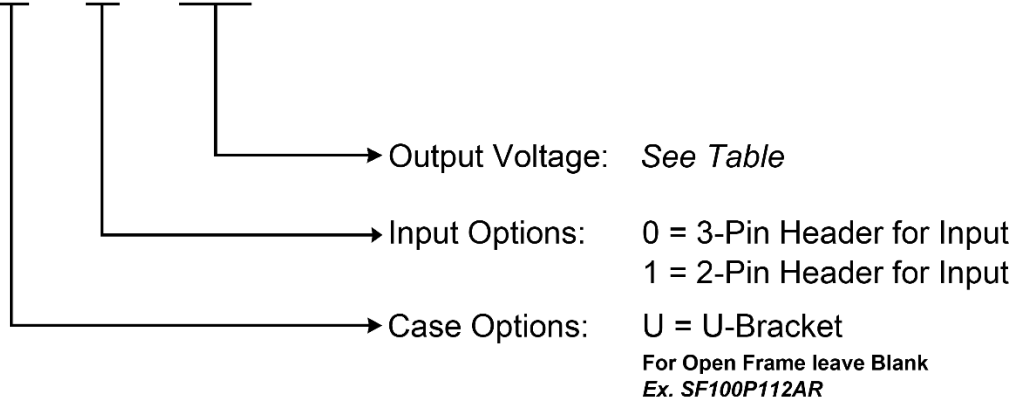 Output Voltage: See Table
Input Options: 0 = 3-Pin Header for Input
1 = 2-Pin Header for Input
Case Options: U = U-Bracket
For Open Frame leave Blank
Ex. SF100P112AR